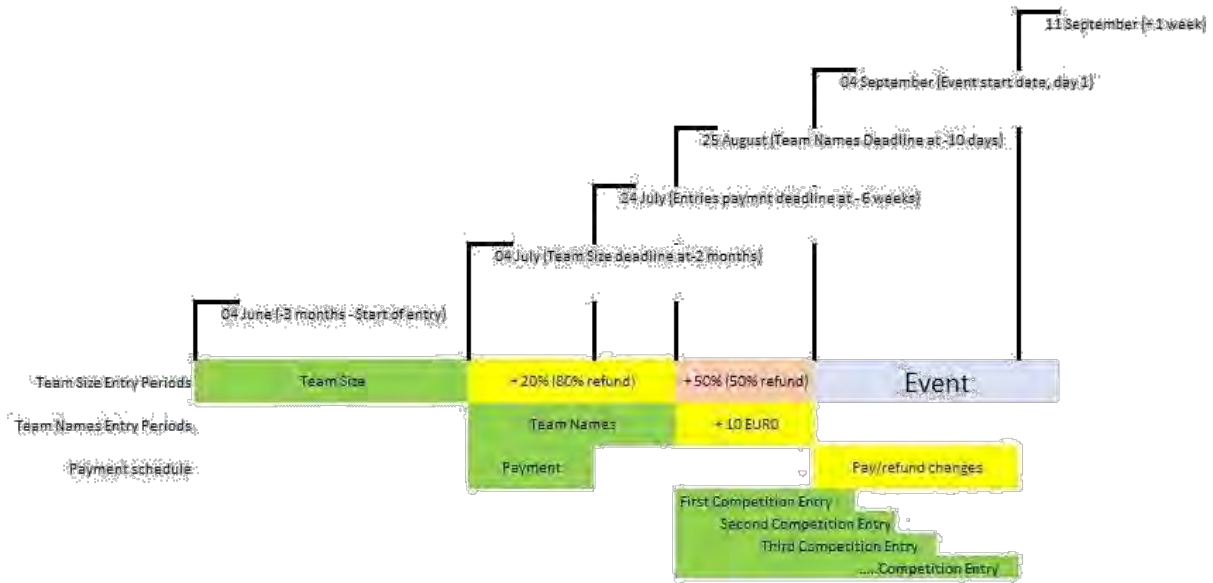 11 September (+ 1 week)
04 September (Event start date, day 1)
25 August (Team Names Deadline at -10 days)
24 July (Entries paymnt deadline at - 6 weeks)
04 July (Team Size deadline at-2 months)
04 June (-3 months - Start of entry)
Team Size Entry Periods Team Size + 20% (80% refund) + 50% (50% refund) Event
Team Names Entry Periods Team Names + 10 EURO
Payment schedule Payment Pay/refund changes
First Competition Entry
Second Competition Entry
Third Competition Entry
.....Competition Entry